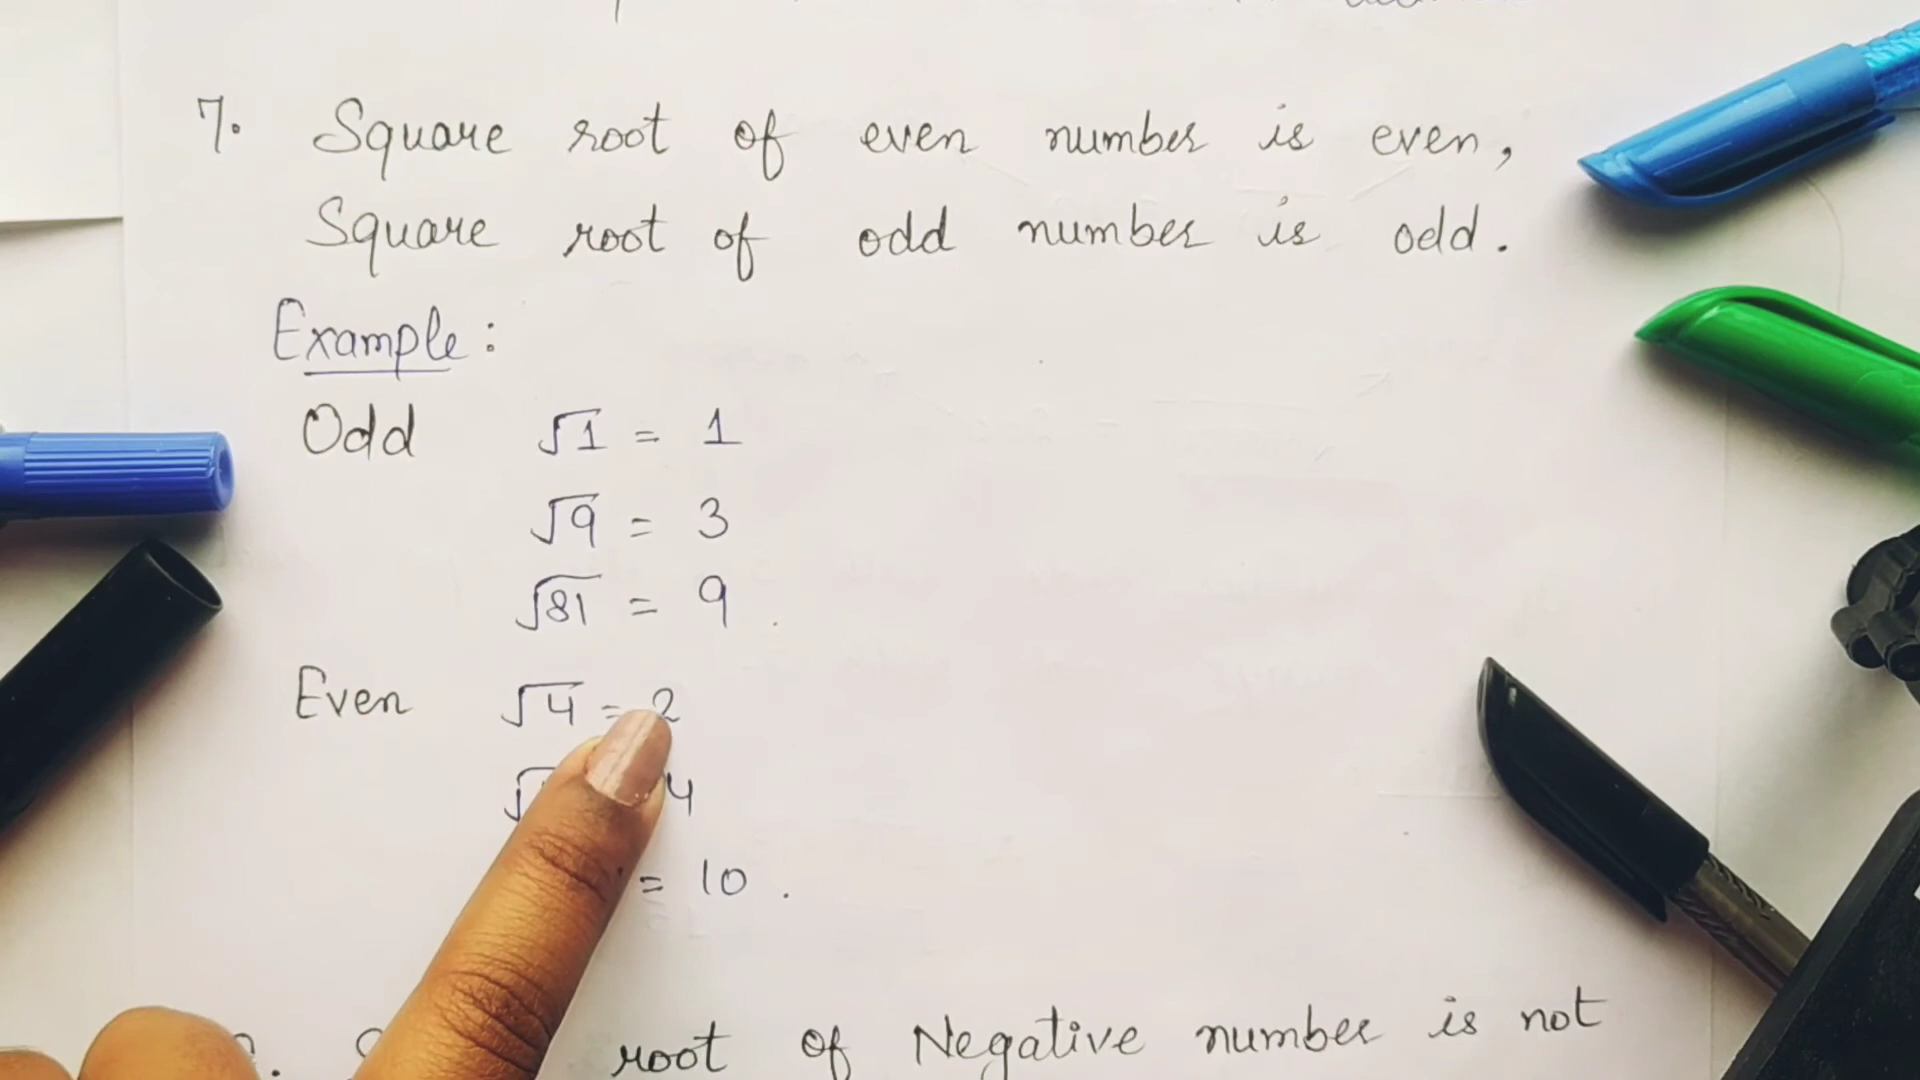 7. Square root of even number is even,
Square root of odd number is odd.
Example:
Odd √1 = 1
√9 = 3
√81 = 9
Even √4 = 2
√ 4
= 10.
root of Negative number is not